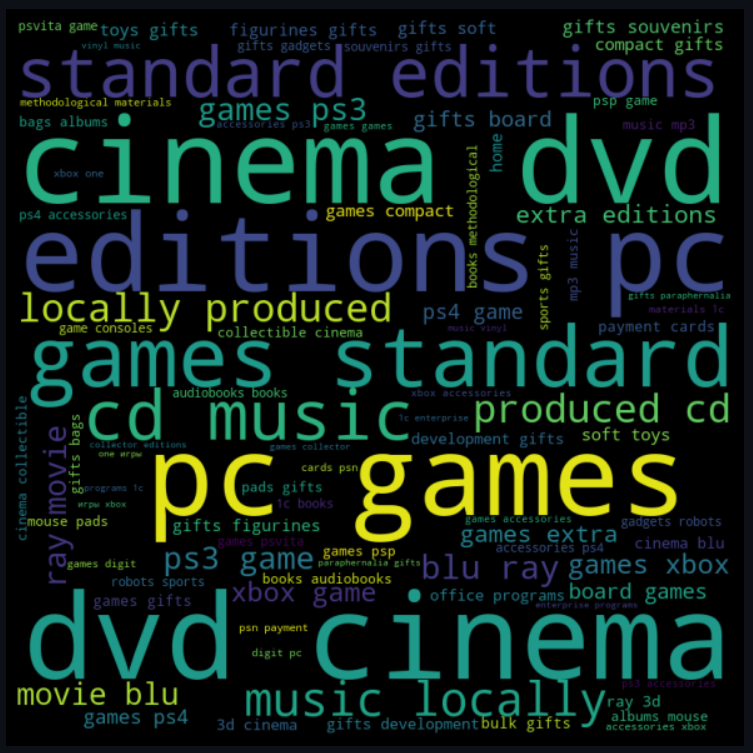 psvita game
toys gifts
figurines gifts
gifts soft
gifts souvenirs
vinyl music
gifts gadgets
souvenirs gifts
compact gifts
standard editions
methodological materials
games ps3
psp game
bags albums
accessories ps3
games games
gifts board
music mp3
home
cinema dvd
xbox one
books methodological
ps4 accessories
games compact
extra editions
editions pc
mp3 music
sports gifts
gifts paraphernalia
locally produced
ps4 game
materials 1c
game consoles
collectible cinema
music vinyl
payment cards
games standard
audiobooks books
xbox accessories
cinema collectible
cd music
1c enterprise
produced cd
gifts bags
ray movie
collector editions
games collector
development gifts
soft toys
one игры
cards psn
pc games
programs 1c
pads gifts
игры xbox
1c books
mouse pads
gifts figurines
games accessories
gadgets robots
games psvita
games extra
accessories ps4
cinema blu
games digit
ps3 game
games psp
paraphernalia gifts
blu ray
games xbox
robots sports
books audiobooks
games gifts
xbox game
office programs
board games
enterprise programs
dvd cinema
psn payment
digit pc
movie blu
music locally
ps3 accessories
ray 3d
games ps4
3d cinema
gifts development
bulk gifts
albums mouse
accessories xbox